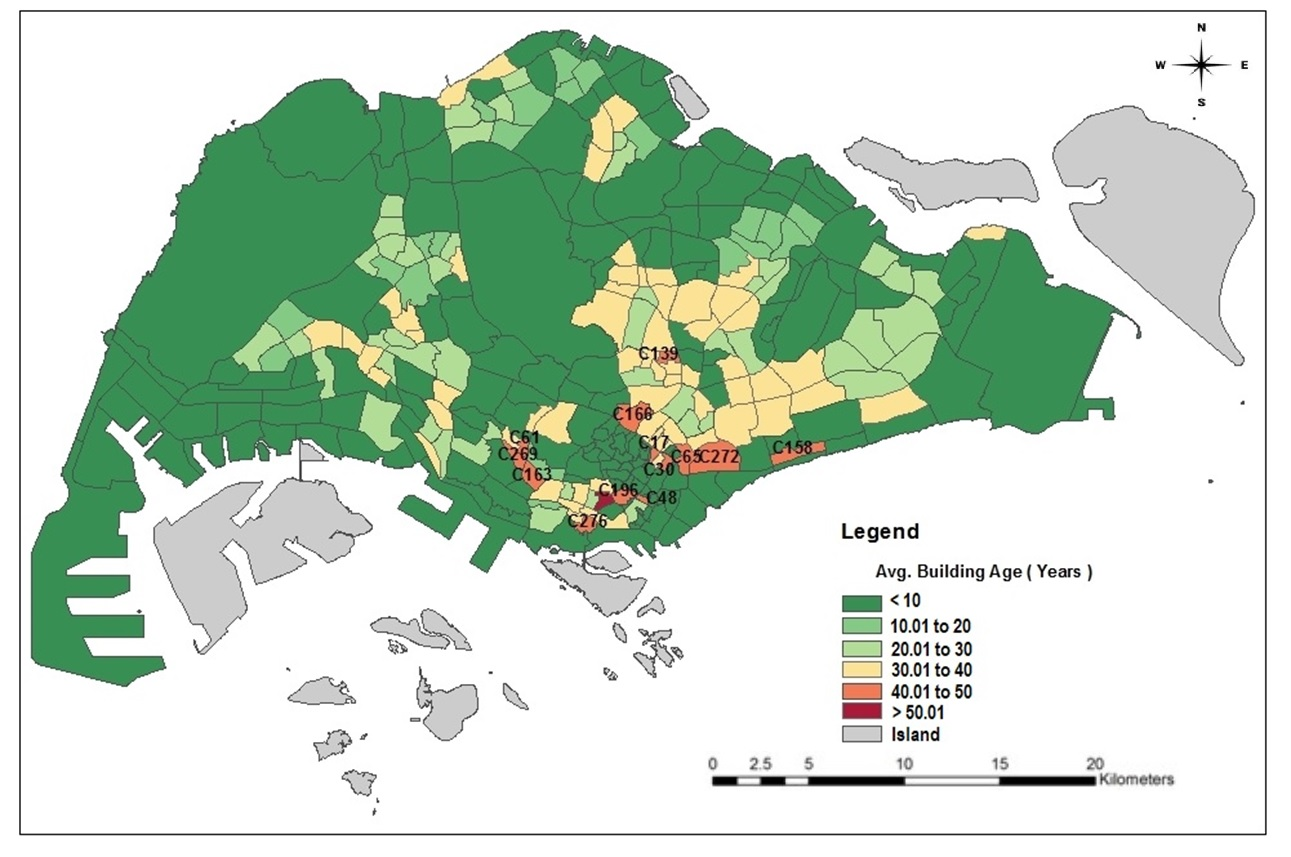 N
W E
S
C139
C166
C61
C17
C269
C65
C272
C158
C30
C163
C196
C48
C276
Legend
Avg. Building Age ( Years )
< 10
10.01 to 20
20.01 to 30
30.01 to 40
40.01 to 50
> 50.01
Island
0 2.5 5 10 15 20
Kilometers